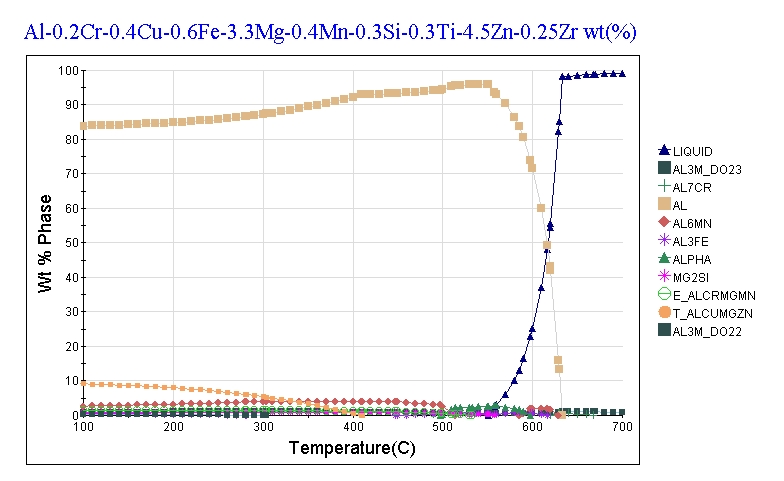 Al-0.2Cr-0.4Cu-0.6Fe-3.3Mg-0.4Mn-0.3Si-0.3Ti-4.5Zn-0.25Zr wt(%)
100
90
80
70
60
50
40
30
20
10
0
Wt % Phase
100 200 300 400 500 600 700
Temperature(C)
LIQUID
AL3M_DO23
AL7CR
AL
AL6MN
AL3FE
ALPHA
MG2SI
E_ALCRMGMN
T_ALCUMGZN
AL3M_DO22